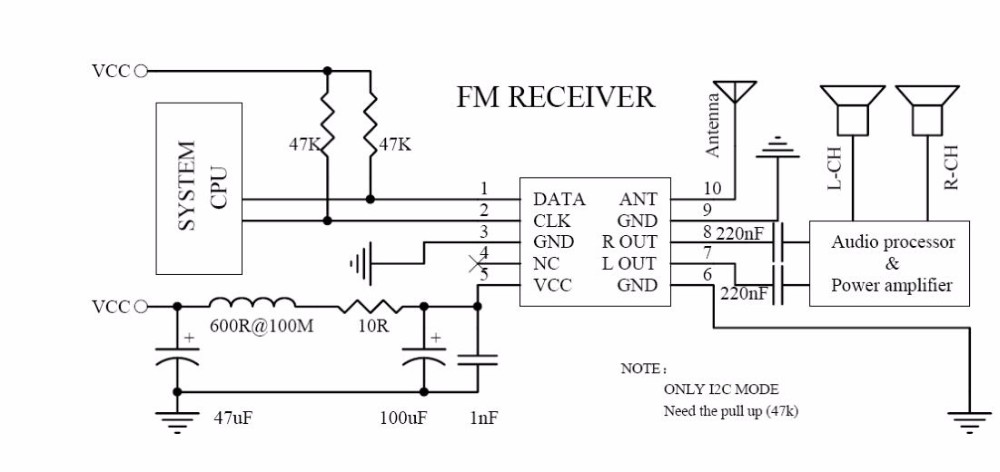 VCC
FM RECEIVER
Antenna
47K
47K
SYSTEM
CPU
L-CH
R-CH
1
2
3
4
5
DATA
CLK
GND
NC
VCC
ANT
GND
R OUT
L OUT
GND
10
9
8
7
6
220nF
220nF
Audio processor
&
Power amplifier
VCC
600R@100M
10R
+
+
47uF
100uF
1nF
NOTE:
ONLY I2C MODE
Need the pull up (47k)